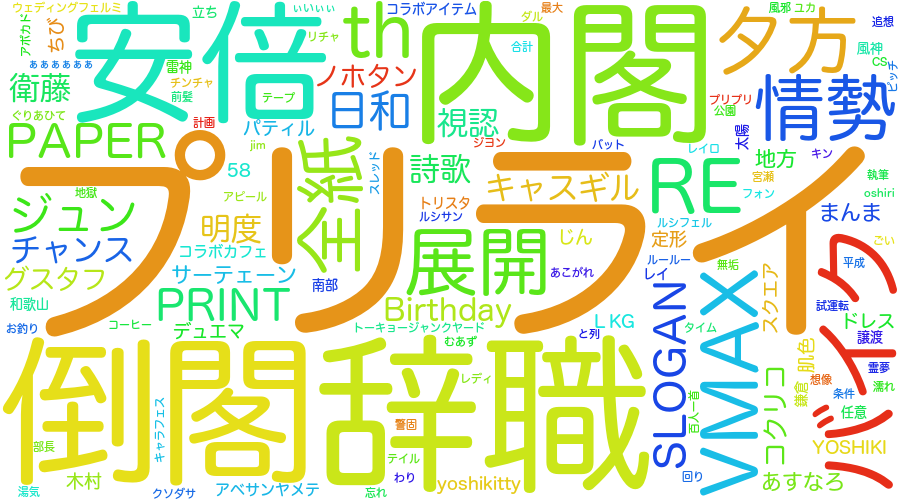 ウェディングフェルミ
立ち
ぃいぃぃ
コラボアイテム
ダル
最大
風邪 ユカ
追想
アボカド
ちび
安倍
リチャ
th
内閣
合計
夕方
風神
CS
ぁぁぁぁぁぁ
雷神
チンチャ
ノホタン
ピッチ
衛藤
前髪
テープ
日和
視認
プリプリ
公園
情勢
ぐりあひて
計画
パティル
ジョン
バット
太陽
PAPER
jim
スレッド
全紙
レイロ
キン
58
詩歌
地方
宮瀬
執筆
地獄
アピール
キャスギル
RE
フォン
oshiri
ジュン
明度
トリスタ
ルシサン
ルシフェル
まんま
プリライ
チャンス
コラボカフェ
展開
じん
定形
ごい
グスタフ
サーテェーン
南部
あこがれ
ルールー
レイ
無垢
スクエア
平成
バイク
和歌山
PRINT
Birthday
SLOGAN
VMAX
試運転
お釣り
コーヒー
デュエマ
トーキョージャンクヤード
むあず
と列
LKG
タイム
ドレス
譲渡
倒閣
辞職
肌色
霊夢
レディ
コクリコ
想像
濡れ
鎌倉
条件
百人一首
キャラフェス
警固
任意
部長
テイル
YOSHIKI
木村
わり
回り
あすなろ
湯気
クソダサ
アベサンヤメテ
忘れ
yoshikitty